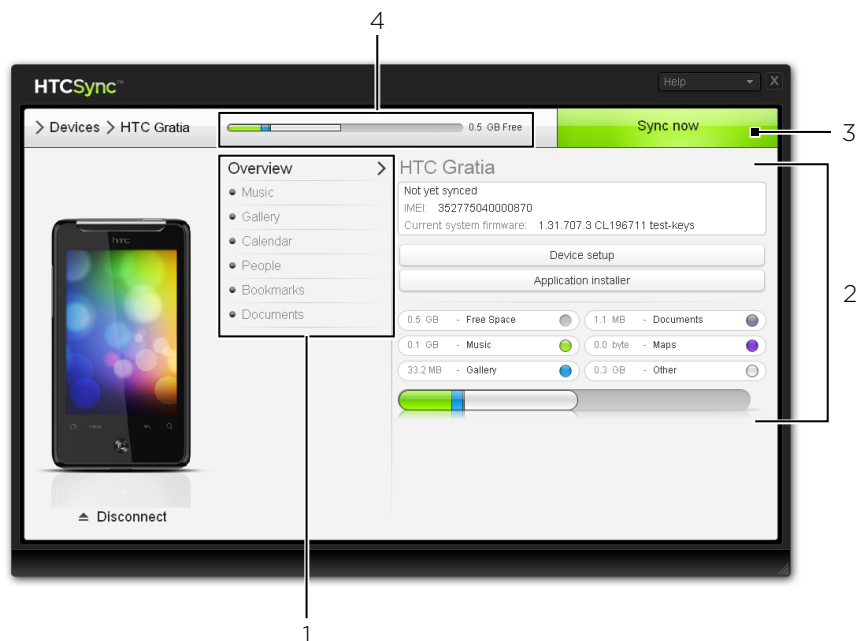 4
HTCSync™
Help
X
> Devices > HTC Gratia
0.5 GB Free
Sync now
3
Overview >
Music
Gallery
Calendar
People
Bookmarks
Documents
HTC Gratia
Not yet synced
IMEI: 352775040000870
Current system firmware: 1.31.707.3 CL196711 test-keys
Device setup
Application installer
0.5 GB - Free Space
1.1 MB - Documents
0.1 GB - Music
0.0 byte - Maps
33.2 MB - Gallery
0.3 GB - Other
2
hTC
menu
Disconnect
1